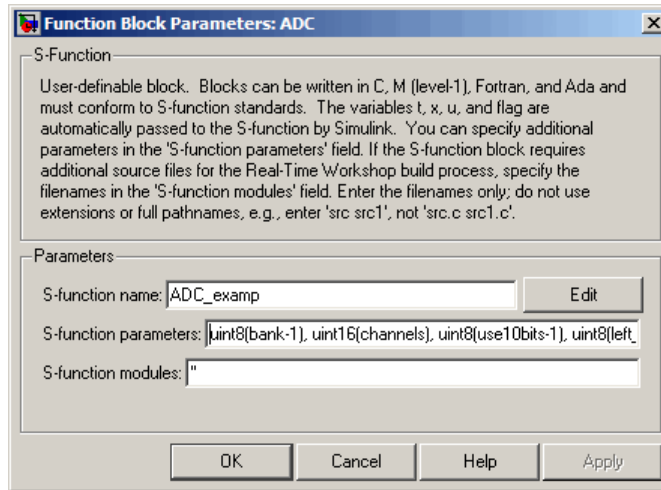 Function Block Parameters: ADC
S-Function
User-definable block.  Blocks can be written in C, M (level-1), Fortran, and Ada and
must conform to S-function standards.  The variables t, x, u, and flag are
automatically passed to the S-function by Simulink.  You can specify additional
parameters in the 'S-function parameters' field. If the S-function block requires
additional source files for the Real-Time Workshop build process, specify the
filenames in the 'S-function modules' field. Enter the filenames only; do not use
extensions or full pathnames, e.g., enter 'src src1', not 'src.c src1.c'.
Parameters
S-function name: ADC_examp Edit
S-function parameters: uint8(bank-1), uint16(channels), uint8(use10bits-1), uint8(left_
S-function modules: ''
OK Cancel Help Apply